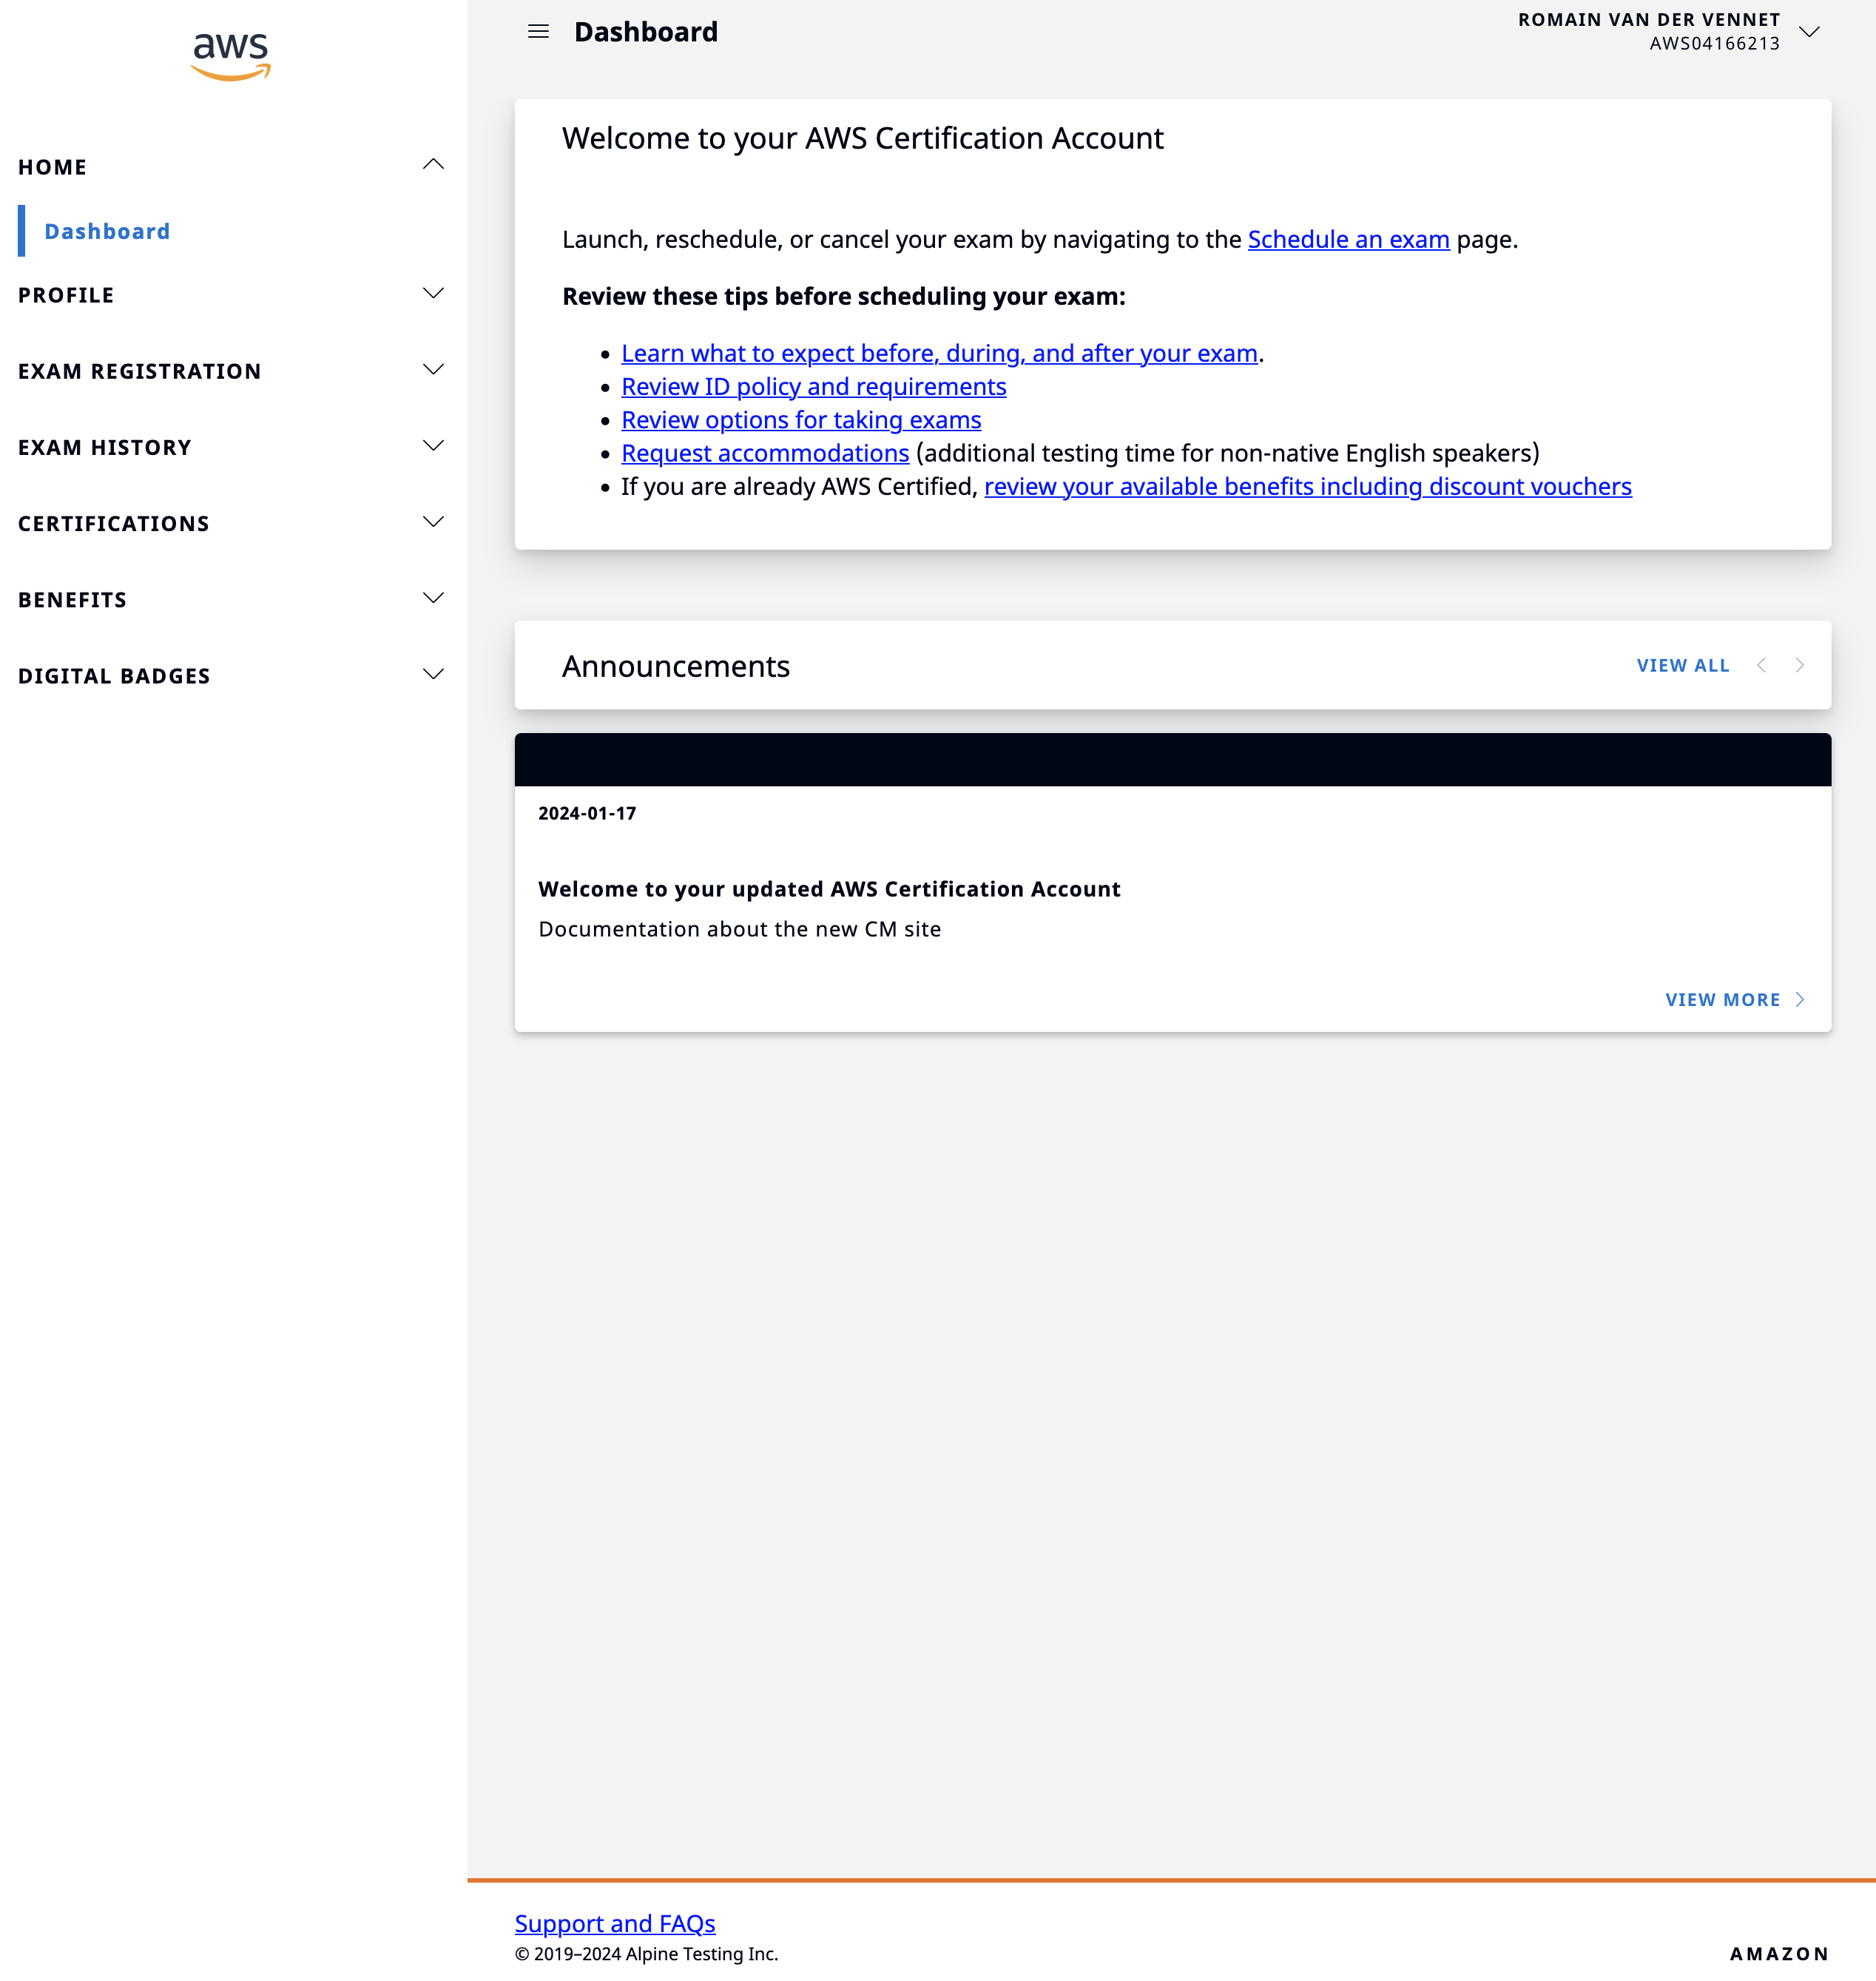 aws
HOME
Dashboard
PROFILE
EXAM REGISTRATION
EXAM HISTORY
CERTIFICATIONS
BENEFITS
DIGITAL BADGES
Dashboard
ROMAIN VAN DER VENNET
AWS04166213
Welcome to your AWS Certification Account
Launch, reschedule, or cancel your exam by navigating to the Schedule an exam page.
Review these tips before scheduling your exam:
• Learn what to expect before, during, and after your exam.
• Review ID policy and requirements
• Review options for taking exams
• Request accommodations (additional testing time for non-native English speakers)
• If you are already AWS Certified, review your available benefits including discount vouchers
Announcements
VIEW ALL
2024-01-17
Welcome to your updated AWS Certification Account
Documentation about the new CM site
VIEW MORE
Support and FAQs
© 2019–2024 Alpine Testing Inc.
AMAZON